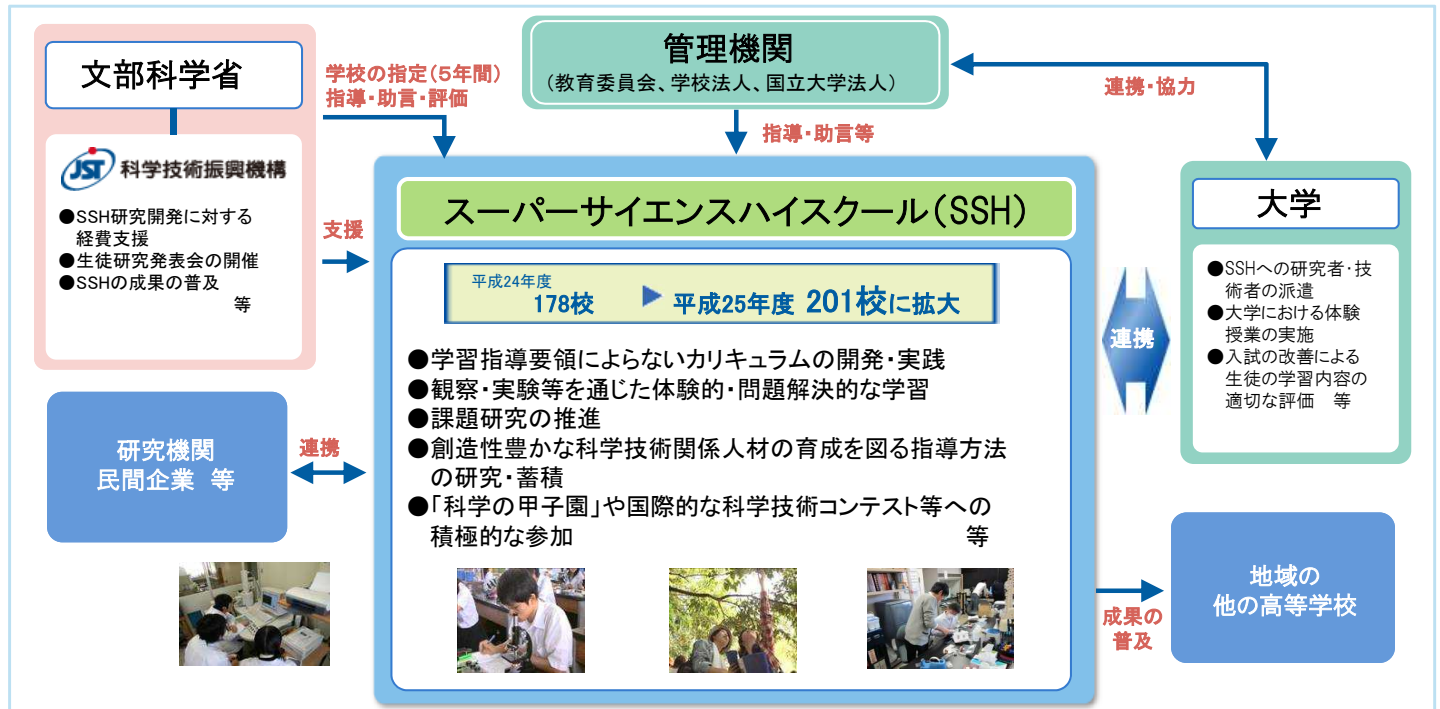 文部科学省
JST 科学技術振興機構
●SSH研究開発に対する
経費支援
●生徒研究発表会の開催
●SSHの成果の普及
等
学校の指定(5年間)
指導・助言・評価
支援
管理機関
(教育委員会、学校法人、国立大学法人)
指導・助言等
連携・協力
スーパーサイエンスハイスクール(SSH)
平成24年度
178校 ▶ 平成25年度 201校に拡大
●学習指導要領によらないカリキュラムの開発・実践
●観察・実験等を通じた体験的・問題解決的な学習
●課題研究の推進
●創造性豊かな科学技術関係人材の育成を図る指導方法
の研究・蓄積
●「科学の甲子園」や国際的な科学技術コンテスト等への
積極的な参加 等
連携
大学
●SSHへの研究者・技
術者の派遣
●大学における体験
授業の実施
●入試の改善による
生徒の学習内容の
適切な評価 等
研究機関
民間企業 等
連携
成果の
普及
地域の
他の高等学校